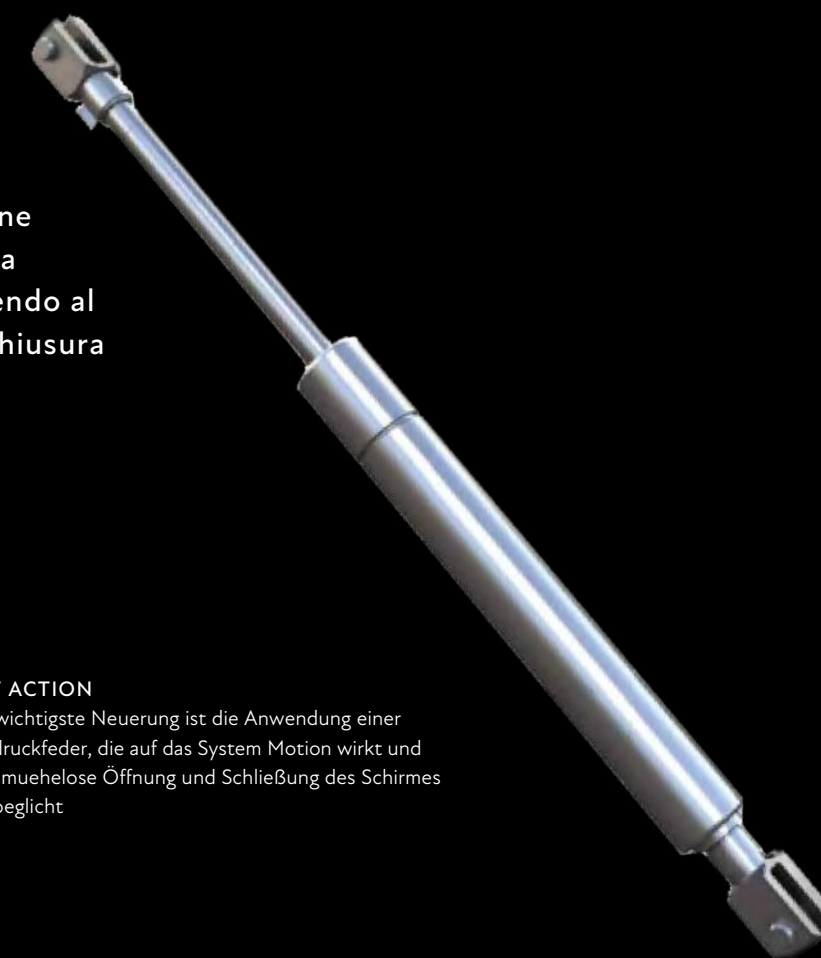 ne
a
endo al
hiusura
ACTION
wichtigste Neuerung ist die Anwendung einer
druckfeder, die auf das System Motion wirkt und
muehelose Öffnung und Schließung des Schirmes
oeglicht